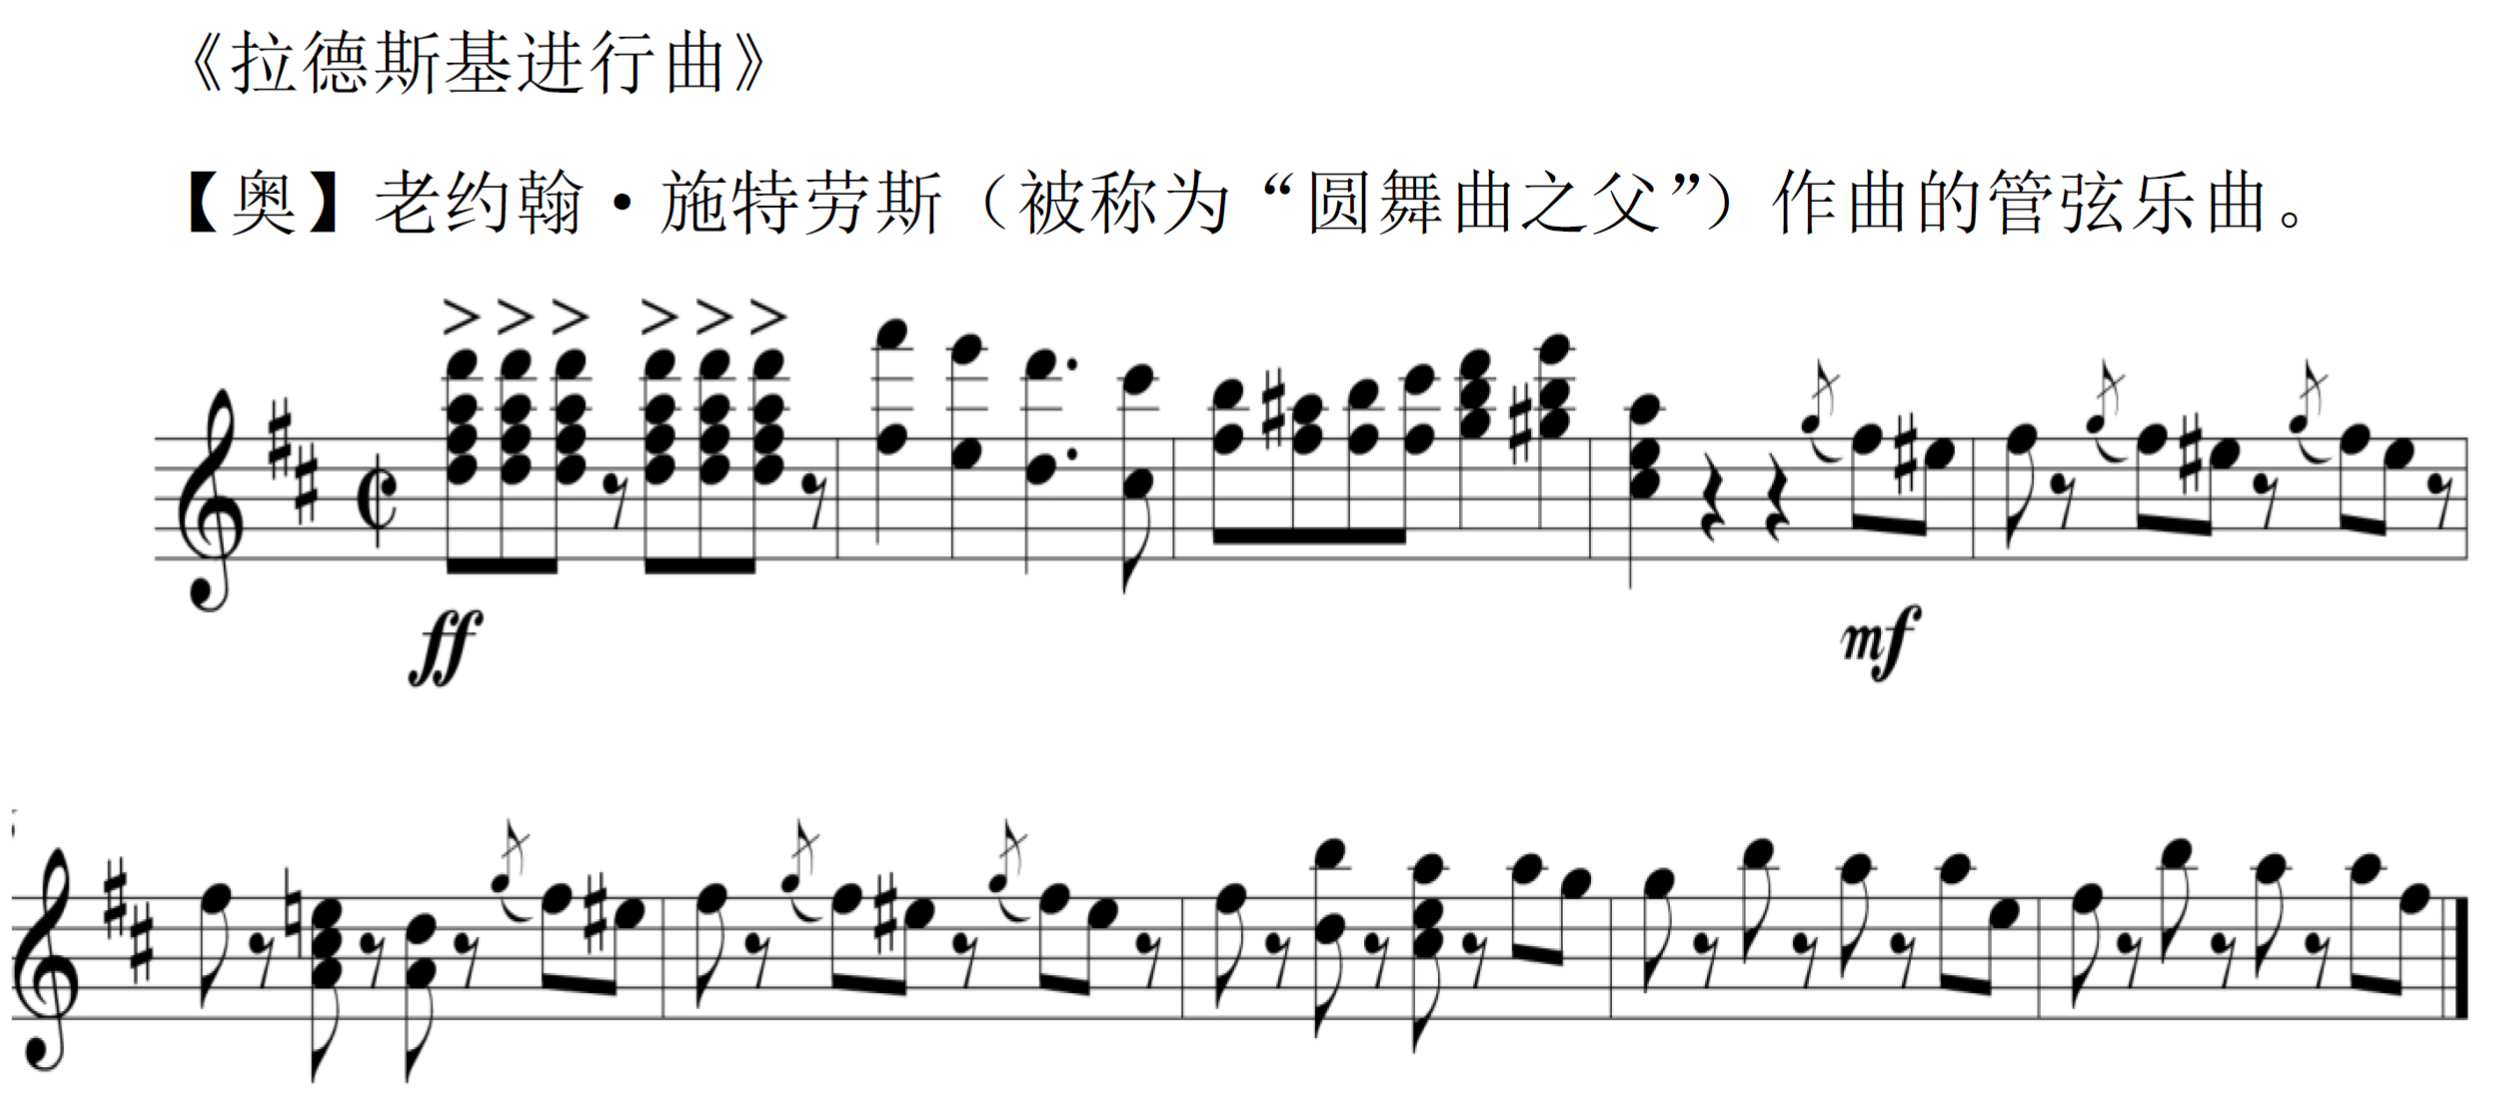 《拉德斯基进行曲》
【奥】老约翰·施特劳斯（被称为“圆舞曲之父”）作曲的管弦乐曲。
ff
mf